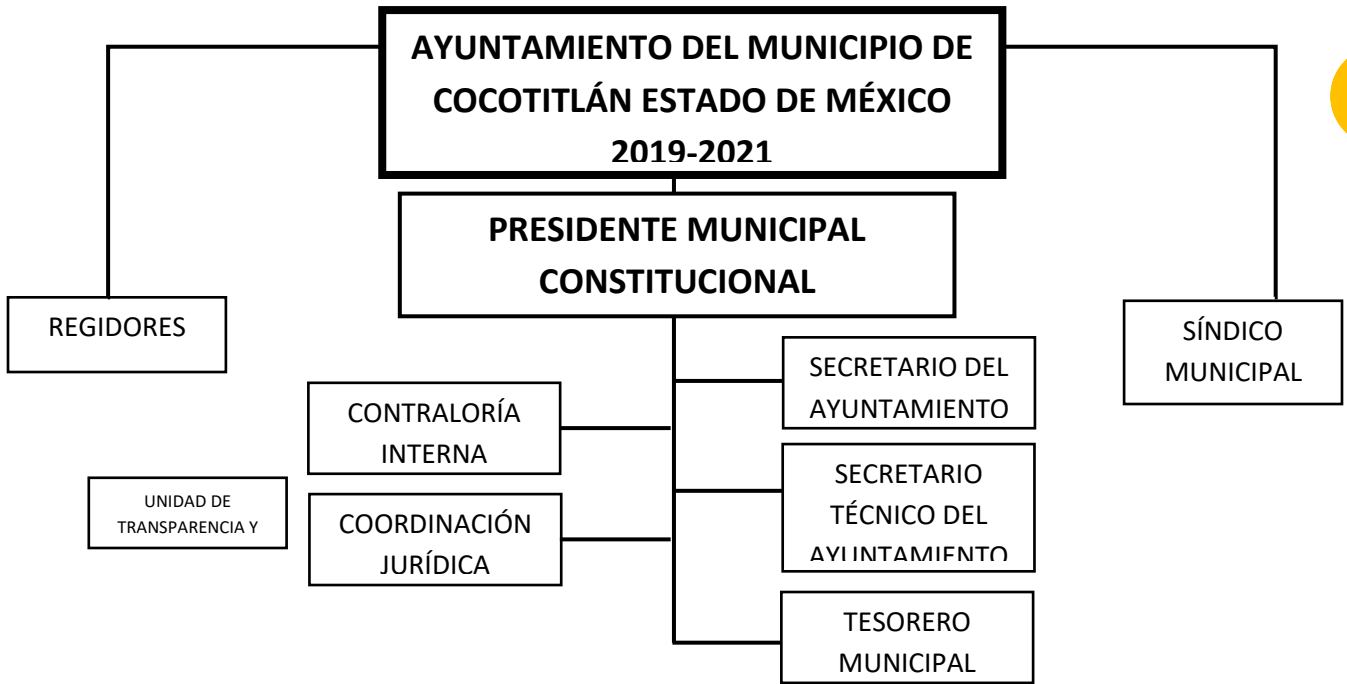 AYUNTAMIENTO DEL MUNICIPIO DE
COCOTITLÁN ESTADO DE MÉXICO
2019-2021
PRESIDENTE MUNICIPAL
CONSTITUCIONAL
REGIDORES
SÍNDICO
MUNICIPAL
SECRETARIO DEL
AYUNTAMIENTO
CONTRALORÍA
INTERNA
SECRETARIO
TÉCNICO DEL
AYUNTAMIENTO
UNIDAD DE
TRANSPARENCIA Y
COORDINACIÓN
JURÍDICA
TESORERO
MUNICIPAL